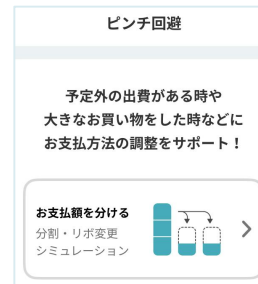 ピンチ回避
予定外の出費がある時や
大きなお買い物をした時などに
お支払方法の調整をサポート！
お支払額を分ける
分割・リボ変更
シミュレーション